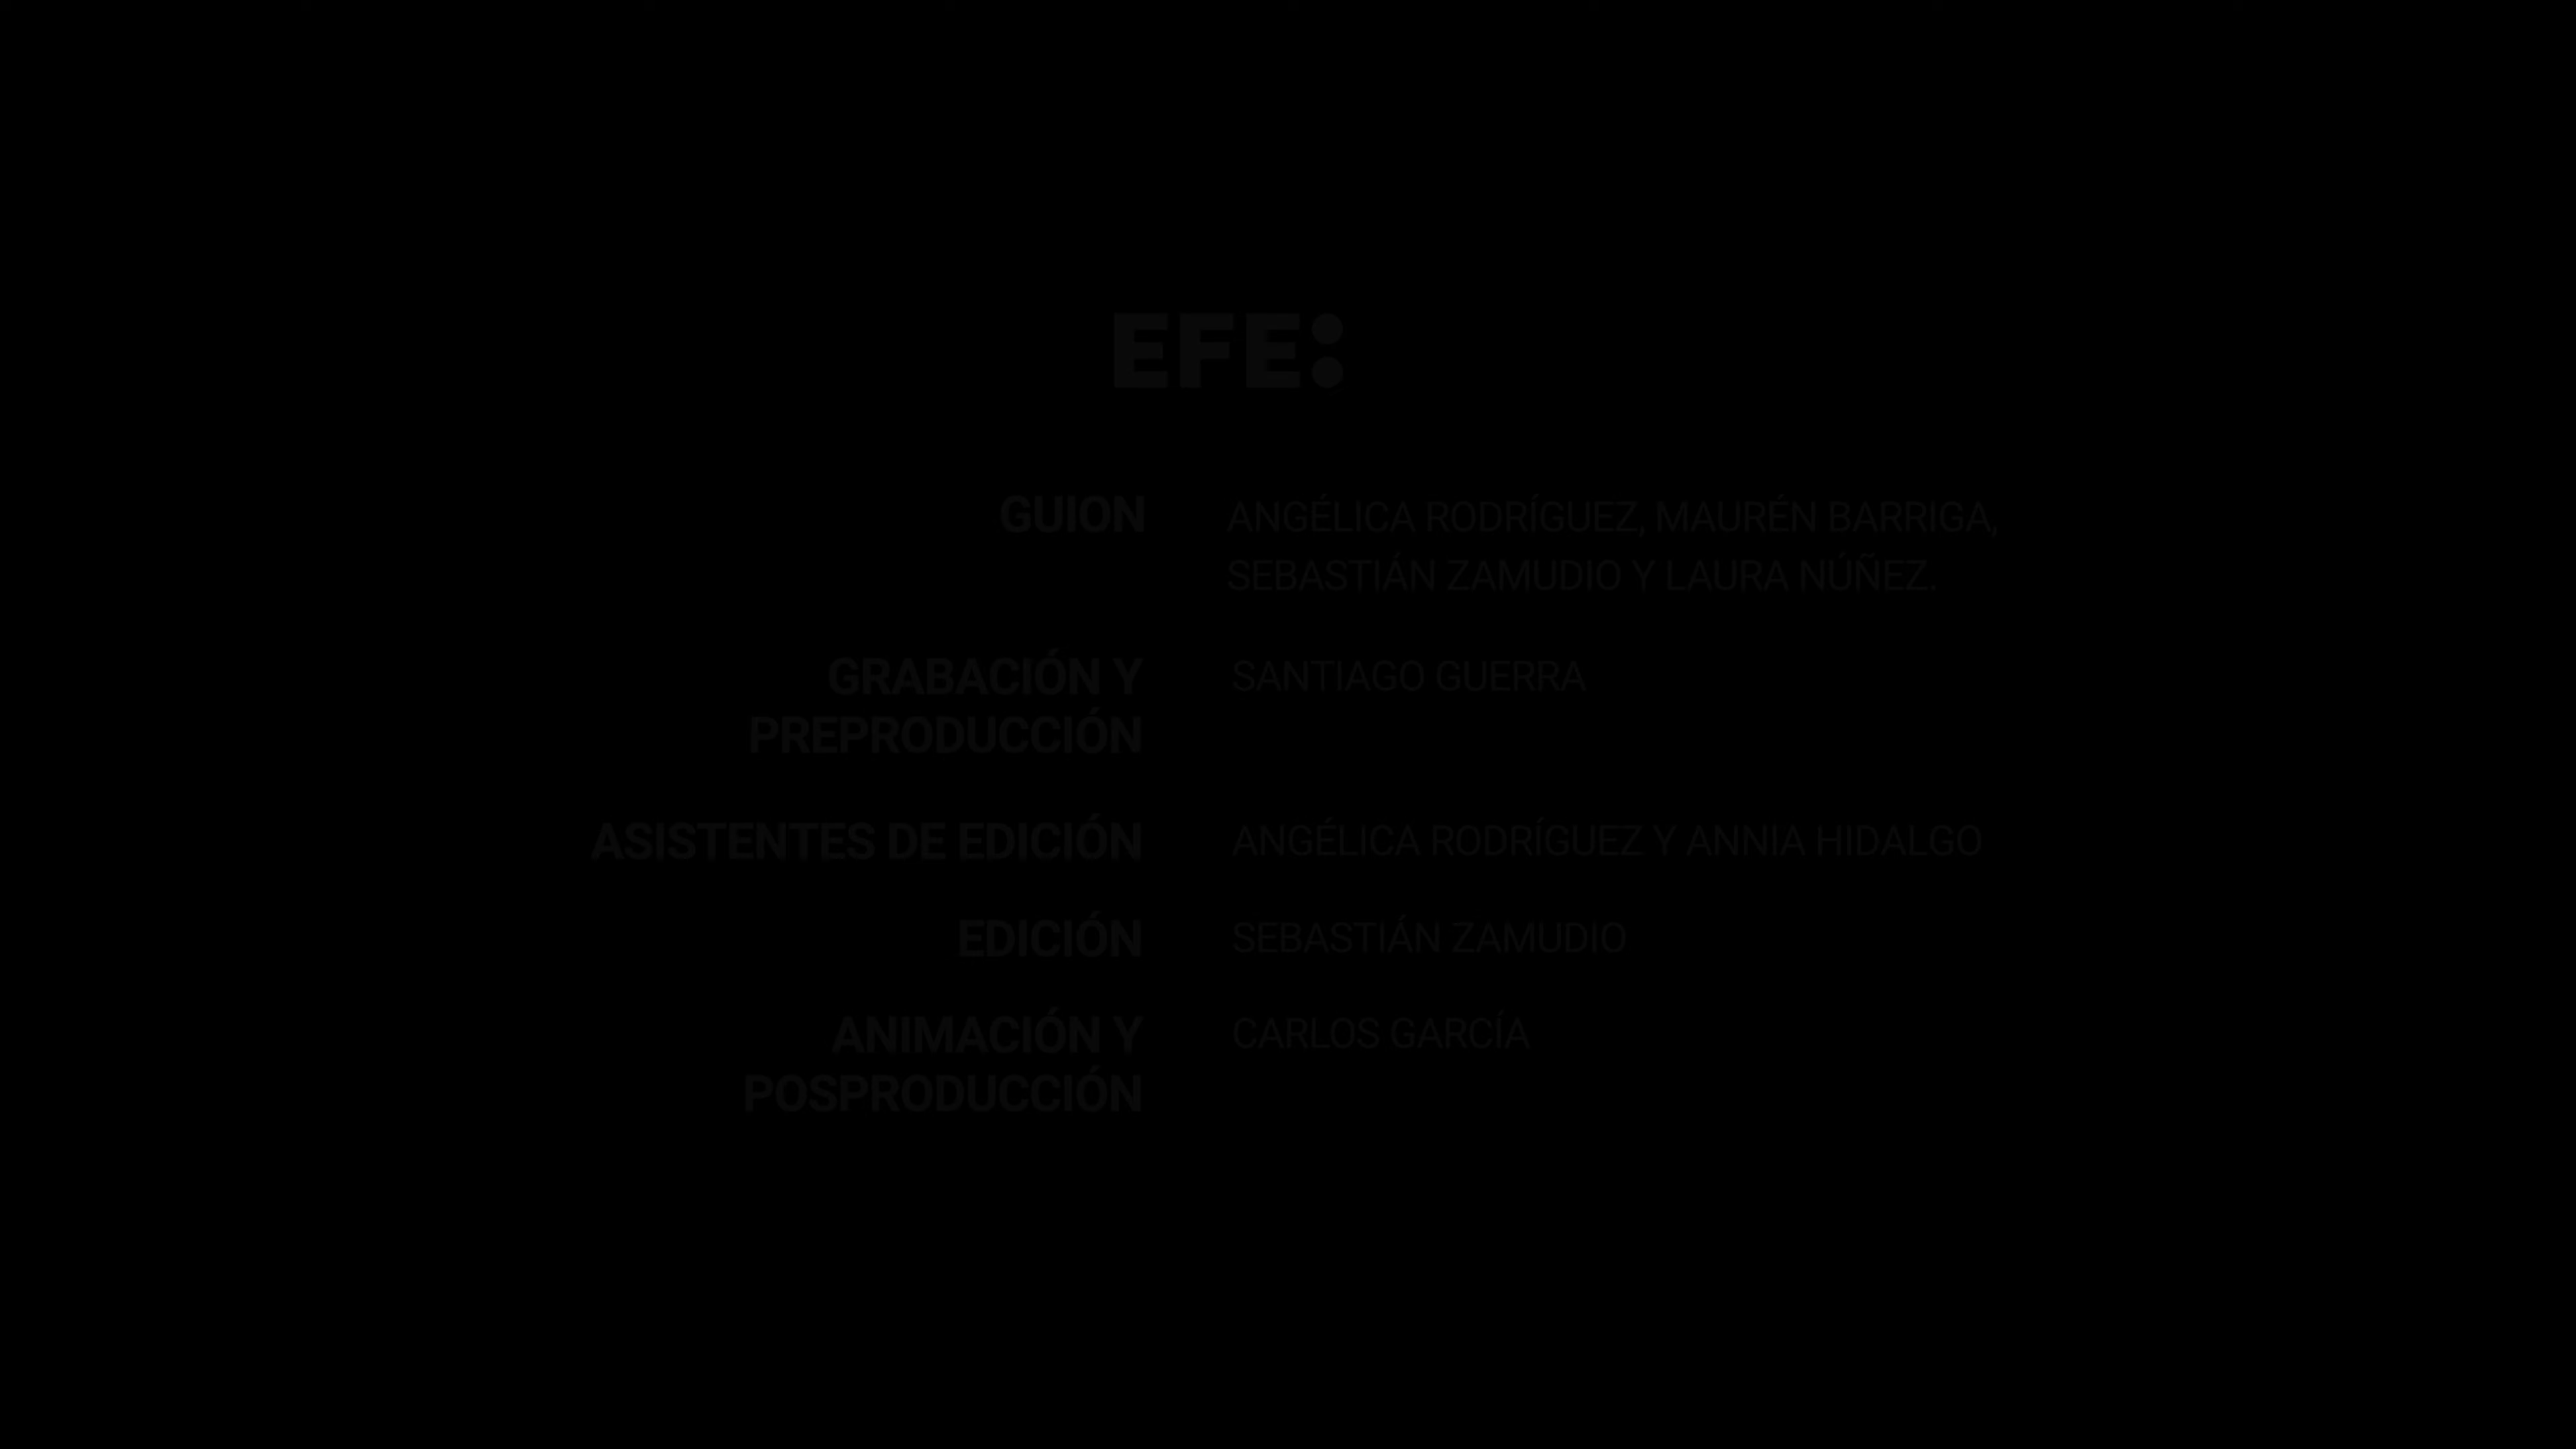 EFE:
GUION ANGÉLICA RODRÍGUEZ, MAURÉN BARRIGA,
SEBASTIÁN ZAMUDIO Y LAURA NÚÑEZ.
GRABACIÓN Y SANTIAGO GUERRA
PREPRODUCCIÓN
ASISTENTES DE EDICIÓN ANGÉLICA RODRÍGUEZ Y ANNIA HIDALGO
EDICIÓN SEBASTIÁN ZAMUDIO
ANIMACIÓN Y CARLOS GARCÍA
POSPRODUCCIÓN